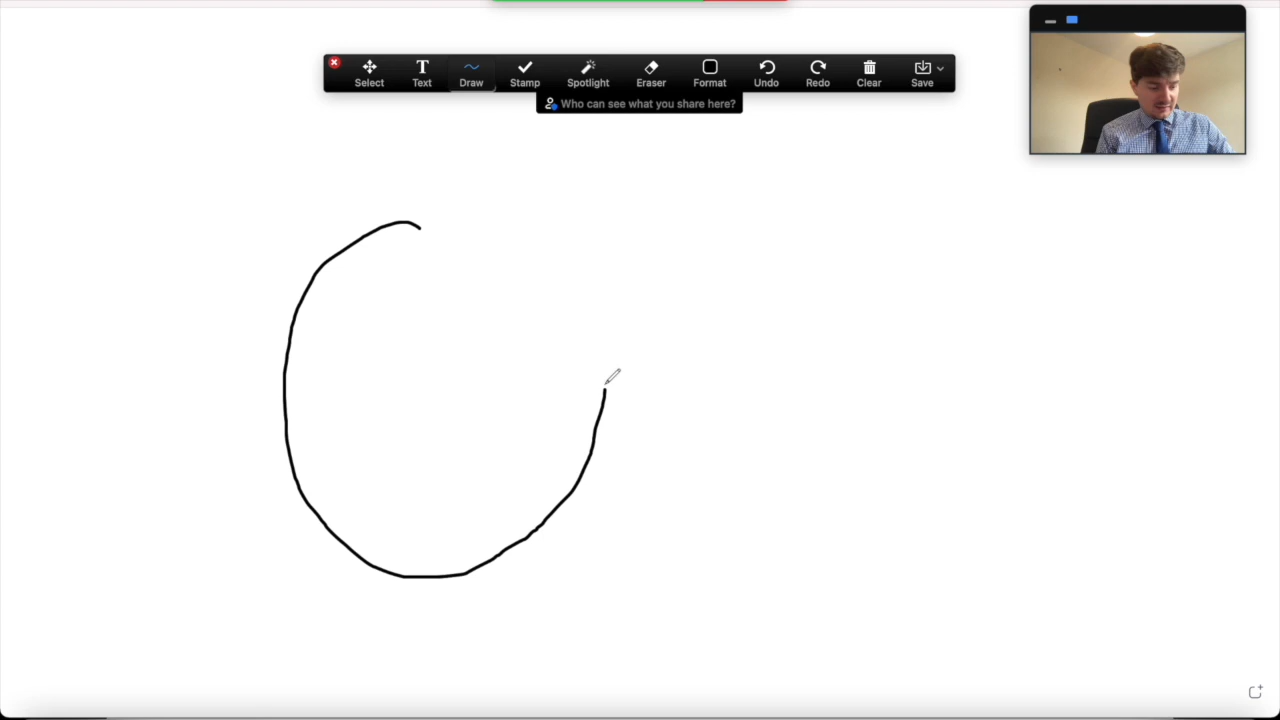 Select Text Draw Stamp Spotlight Eraser Format Undo Redo Clear Save
Who can see what you share here?